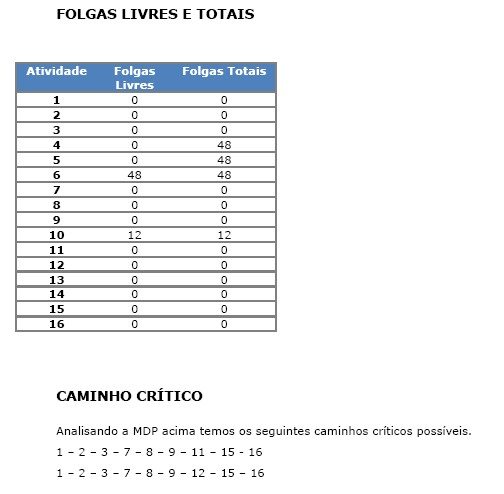 FOLGAS LIVRES E TOTAIS
Atividade Folgas Livres Folgas Totais
1 0 0
2 0 0
3 0 0
4 0 48
5 0 48
6 48 48
7 0 0
8 0 0
9 0 0
10 12 12
11 0 0
12 0 0
13 0 0
14 0 0
15 0 0
16 0 0
CAMINHO CRÍTICO
Analisando a MDP acima temos os seguintes caminhos críticos possíveis.
1 – 2 – 3 – 7 – 8 – 9 – 11 – 15 - 16
1 – 2 – 3 – 7 – 8 – 9 – 12 – 15 – 16